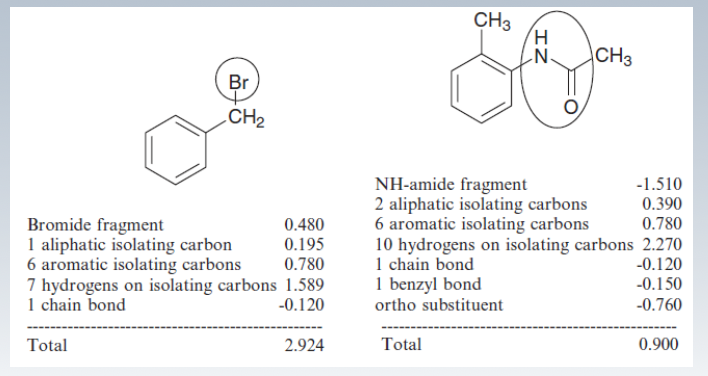 Br
CH2
Bromide fragment 0.480
1 aliphatic isolating carbon 0.195
6 aromatic isolating carbons 0.780
7 hydrogens on isolating carbons 1.589
1 chain bond -0.120
Total 2.924
CH3
H
N
CH3
O
NH-amide fragment -1.510
2 aliphatic isolating carbons 0.390
6 aromatic isolating carbons 0.780
10 hydrogens on isolating carbons 2.270
1 chain bond -0.120
1 benzyl bond -0.150
ortho substituent -0.760
Total 0.900